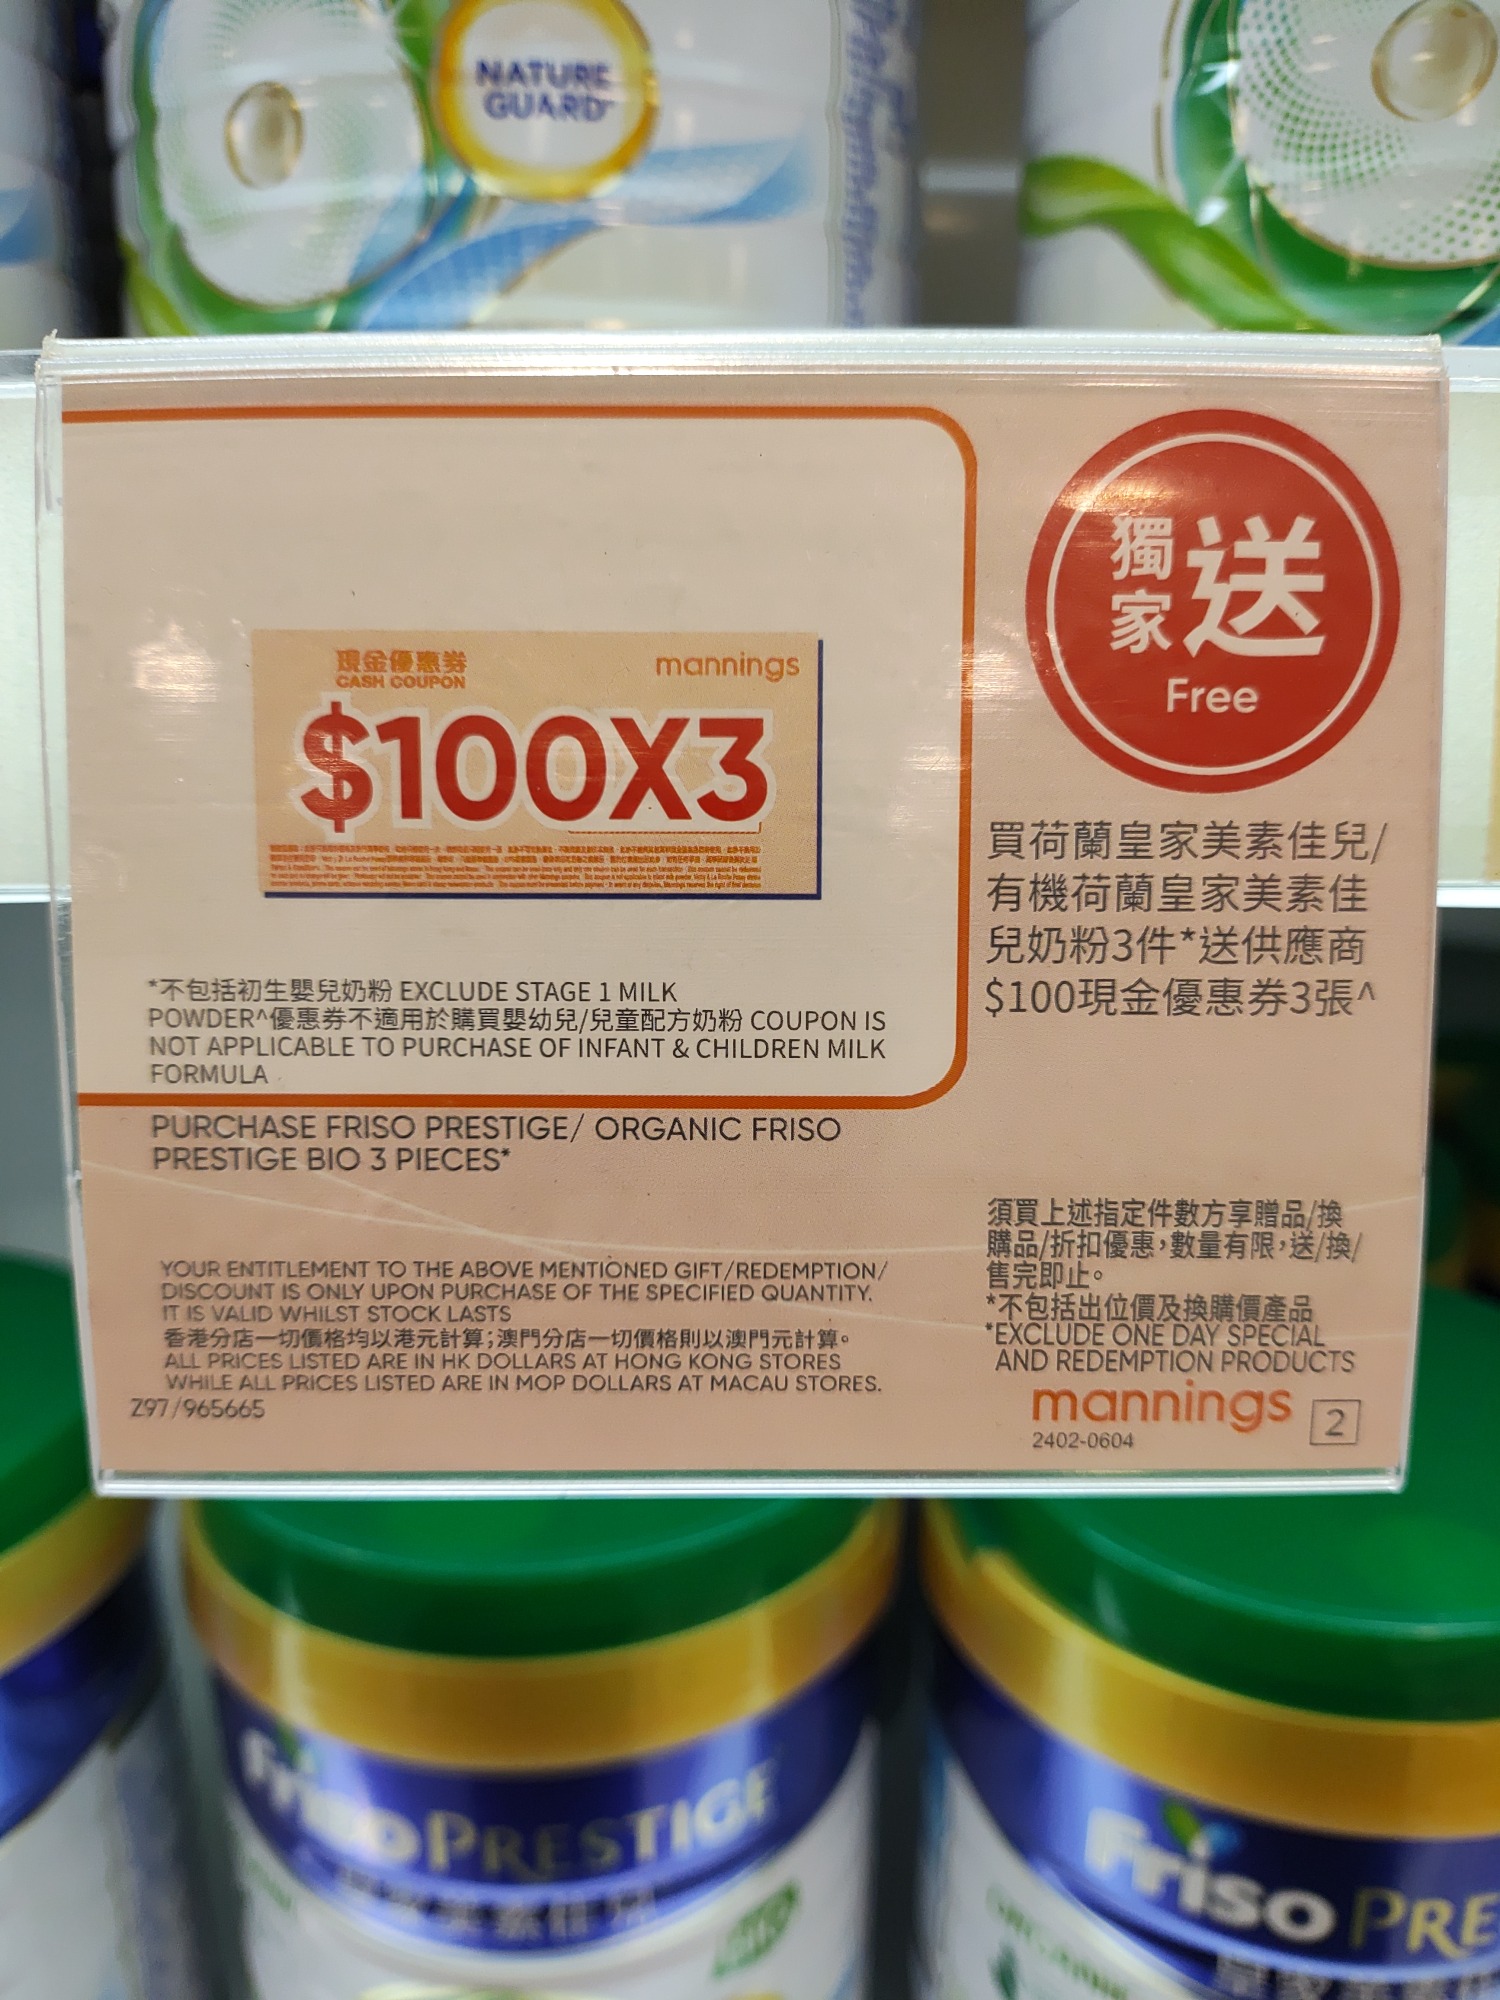 NATURE
GUARD
獨家
送
Free
現金優惠券
mannings
CASH COUPON
$100X3
買荷蘭皇家美素佳兒/
有機荷蘭皇家美素佳
兒奶粉3件*送供應商
$100現金優惠券3張^
*不包括初生嬰兒奶粉 EXCLUDE STAGE 1 MILK
POWDER^優惠券不適用於購買嬰幼兒/兒童配方奶粉 COUPON IS
NOT APPLICABLE TO PURCHASE OF INFANT & CHILDREN MILK
FORMULA
PURCHASE FRISO PRESTIGE/ ORGANIC FRISO
PRESTIGE BIO 3 PIECES*
YOUR ENTITLEMENT TO THE ABOVE MENTIONED GIFT/REDEMPTION/
DISCOUNT IS ONLY UPON PURCHASE OF THE SPECIFIED QUANTITY.
IT IS VALID WHILST STOCK LASTS
香港分店一切價格均以港元計算;澳門分店一切價格則以澳門元計算。
ALL PRICES LISTED ARE IN HK DOLLARS AT HONG KONG STORES
WHILE ALL PRICES LISTED ARE IN MOP DOLLARS AT MACAU STORES.
Z97/965665
須買上述指定件數方享贈品/換
購品/折扣優惠,數量有限,送/換/
售完即止。
*不包括出位價及換購價產品
*EXCLUDE ONE DAY SPECIAL
AND REDEMPTION PRODUCTS
mannings 2
2402-0604
Friso PRESTIGE
皇家美素佳兒
Friso PRE